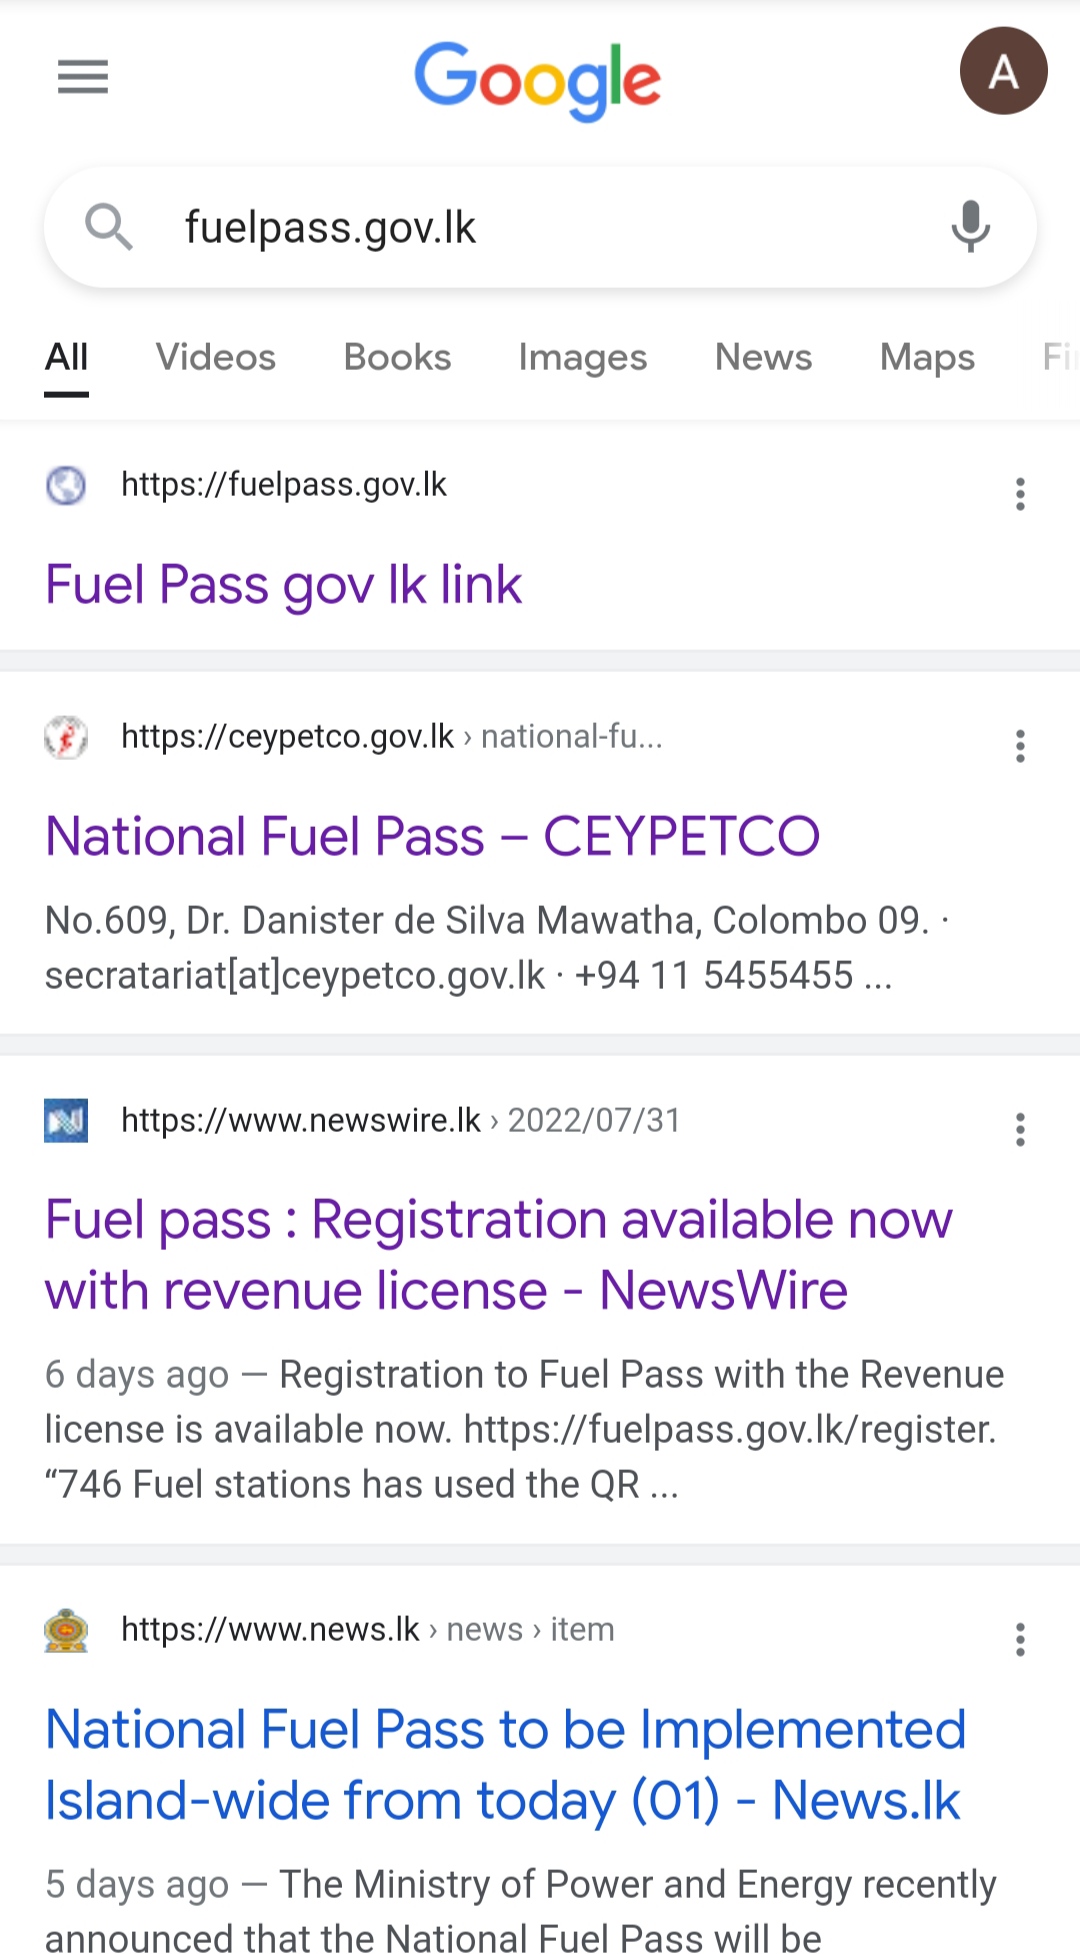 Google
A
fuelpass.gov.lk
All Videos Books Images News Maps Fi
https://fuelpass.gov.lk
Fuel Pass gov lk link
https://ceypetco.gov.lk › national-fu...
National Fuel Pass – CEYPETCO
No.609, Dr. Danister de Silva Mawatha, Colombo 09. ·
secratariat[at]ceypetco.gov.lk · +94 11 5455455 ...
https://www.newswire.lk › 2022/07/31
Fuel pass : Registration available now
with revenue license - NewsWire
6 days ago — Registration to Fuel Pass with the Revenue
license is available now. https://fuelpass.gov.lk/register.
“746 Fuel stations has used the QR ...
https://www.news.lk › news › item
National Fuel Pass to be Implemented
Island-wide from today (01) - News.lk
5 days ago — The Ministry of Power and Energy recently
announced that the National Fuel Pass will be